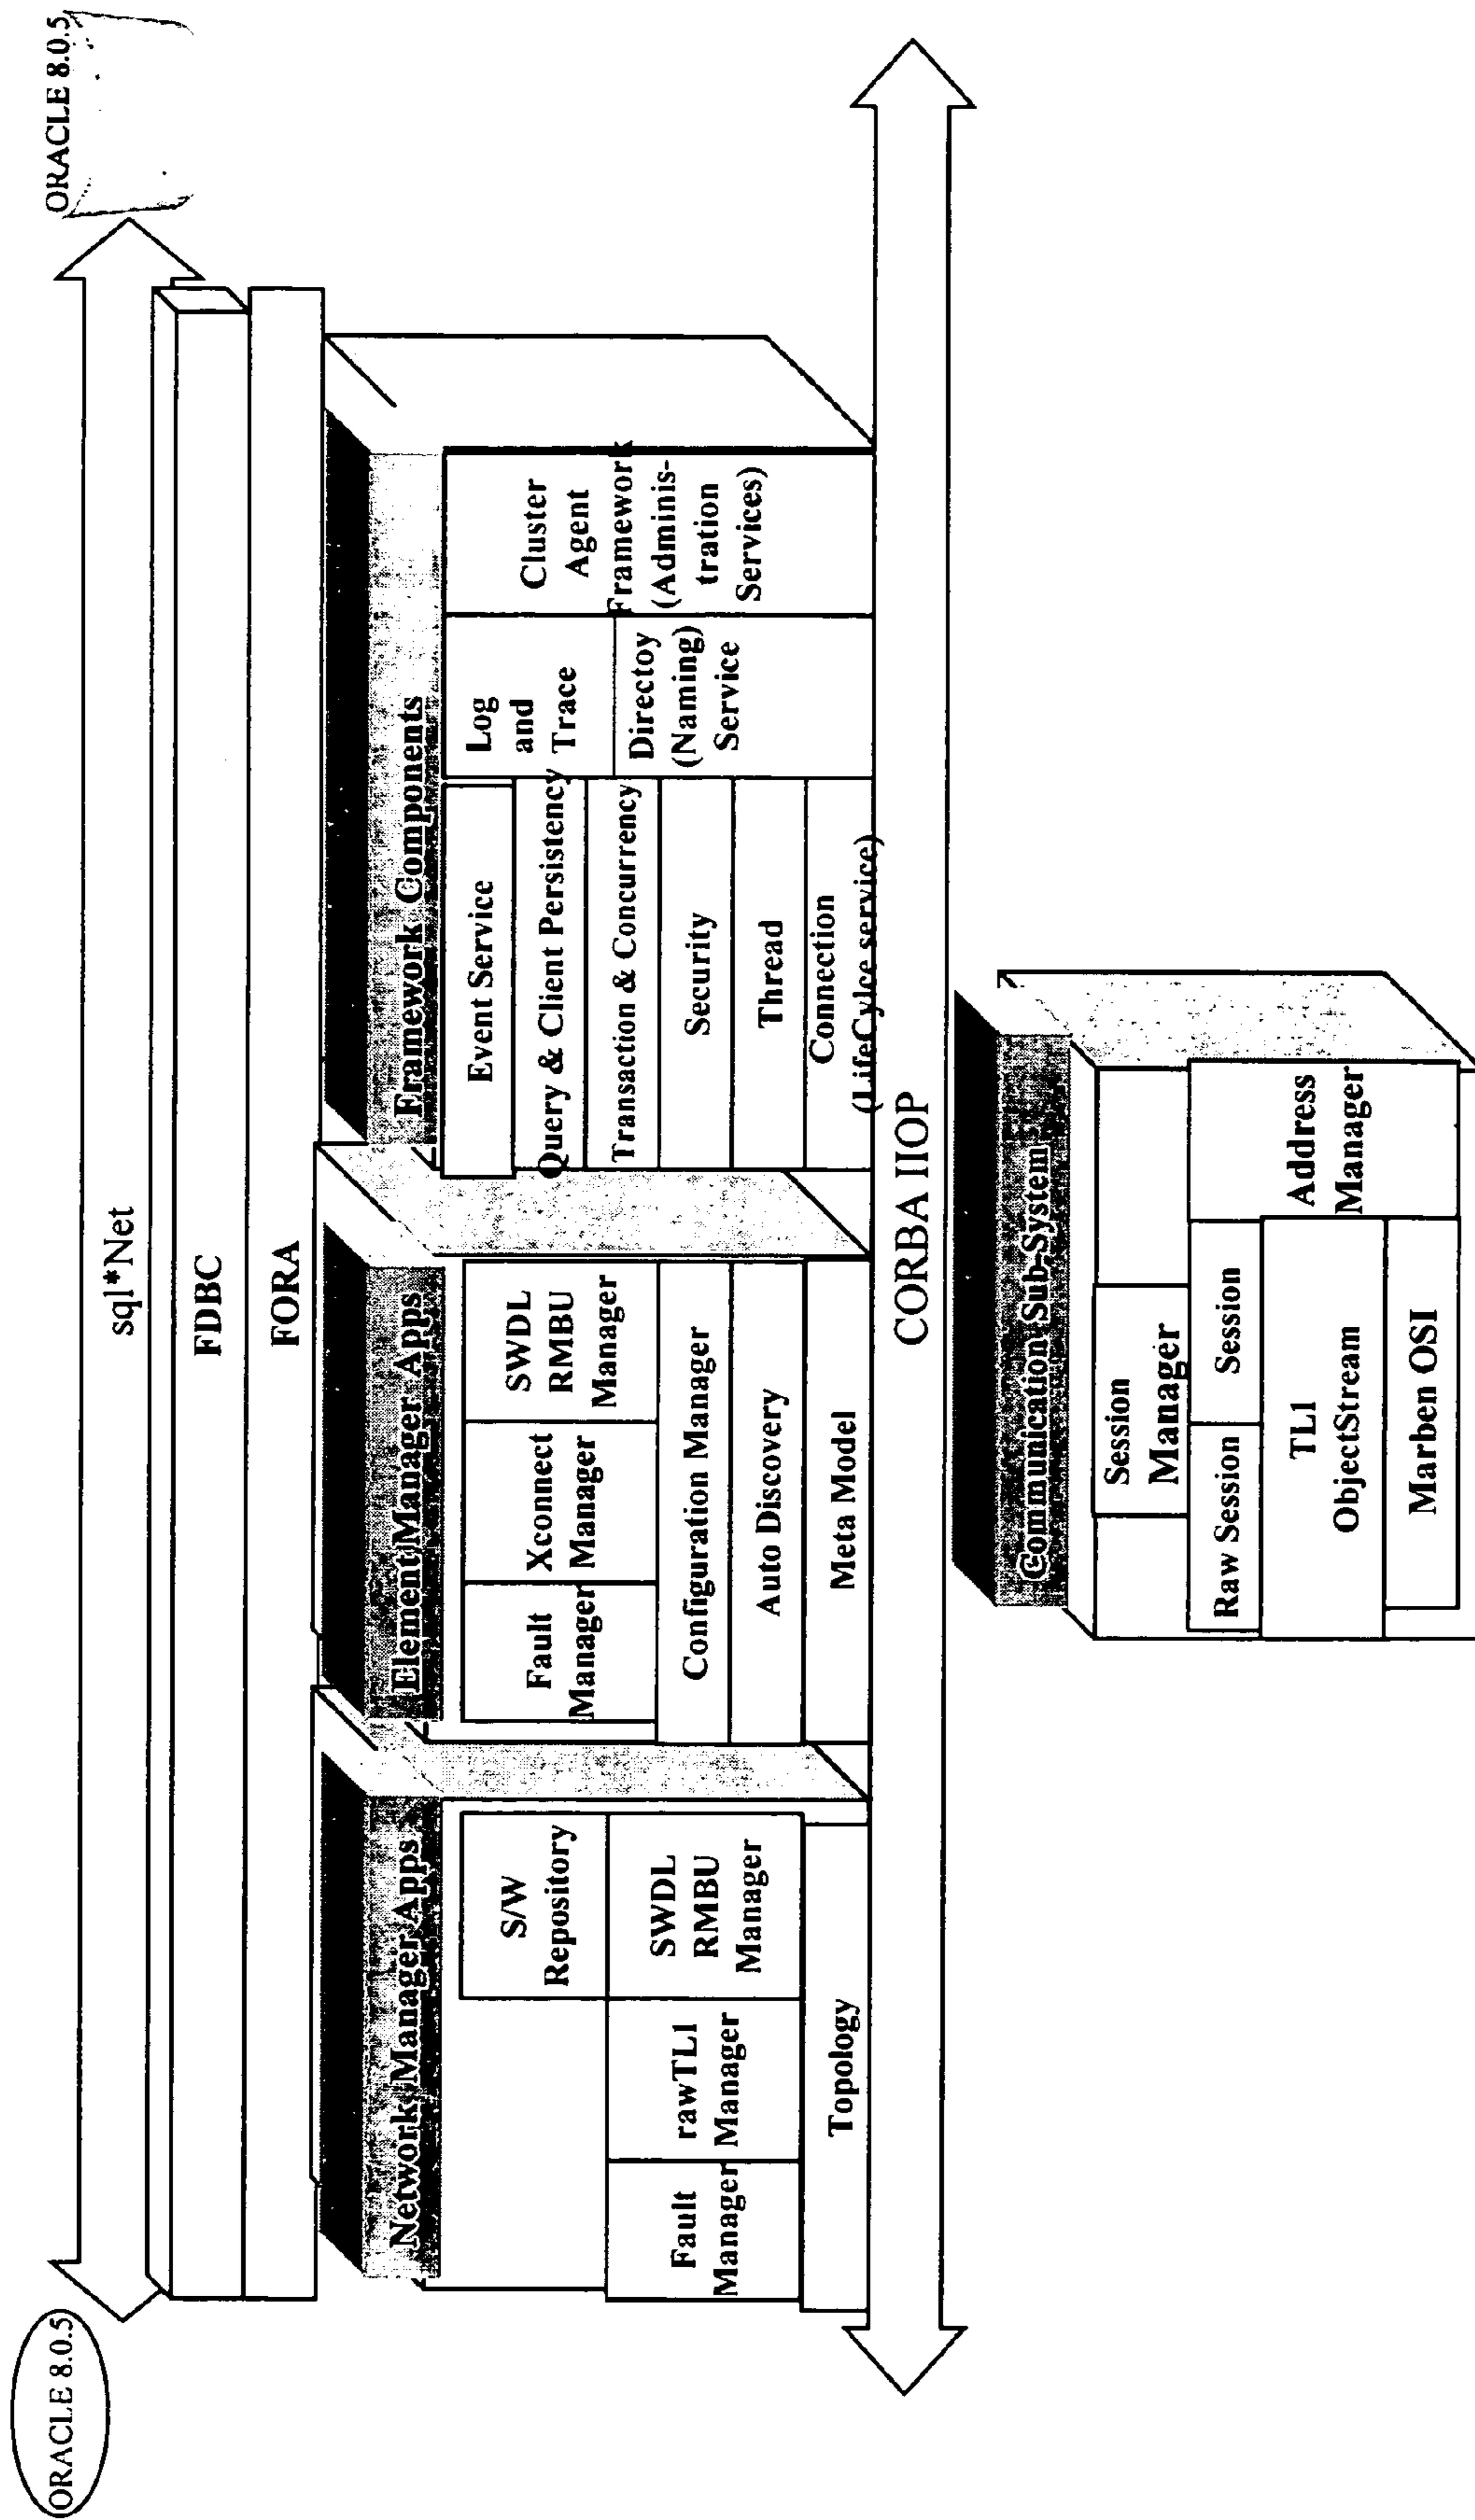 ORACLE 8.0.5
ORACLE 8.0.5
sql*Net
FDBC
FORA
Network Manager Apps
S/W
Repository
Fault
Manager
rawTL1
Manager
SWDL
RMBU
Manager
Topology
Element Manager Apps
Fault
Manager
Xconnect
Manager
SWDL
RMBU
Manager
Configuration Manager
Auto Discovery
Meta Model
Framework Components
Event Service
Query & Client Persistency
Transaction & Concurrency
Security
Thread
Connection
(LifeCylce service)
Log
and
Trace
Directoy
(Naming)
Service
Cluster
Agent
Framework
(Adminis-
tration
Services)
CORBA IIOP
Communication Sub-System
Session
Manager
Raw Session
Session
Address
Manager
TL1
ObjectStream
Marben OSI